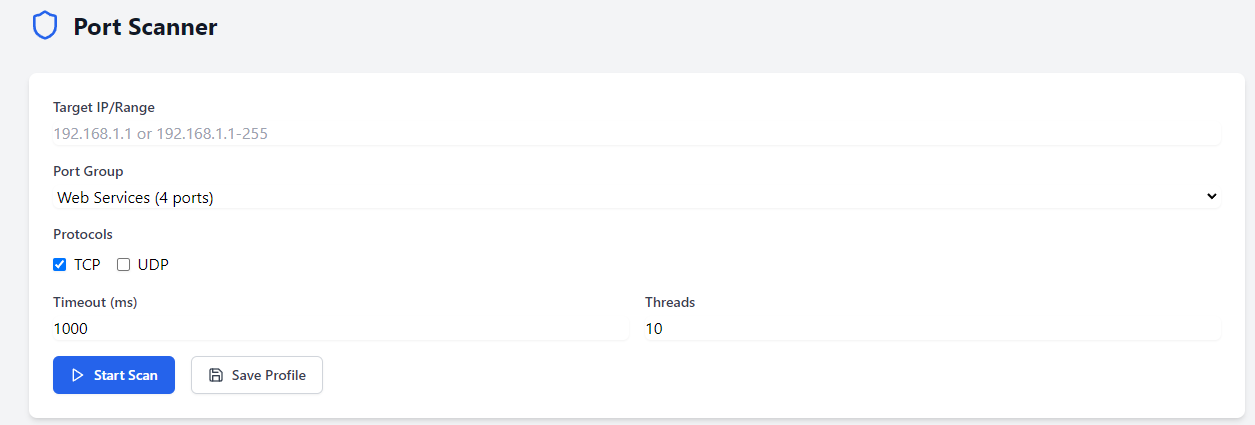 Port Scanner
Target IP/Range
192.168.1.1 or 192.168.1.1-255
Port Group
Web Services (4 ports)
Protocols
TCP UDP
Timeout (ms) Threads
1000 10
Start Scan Save Profile